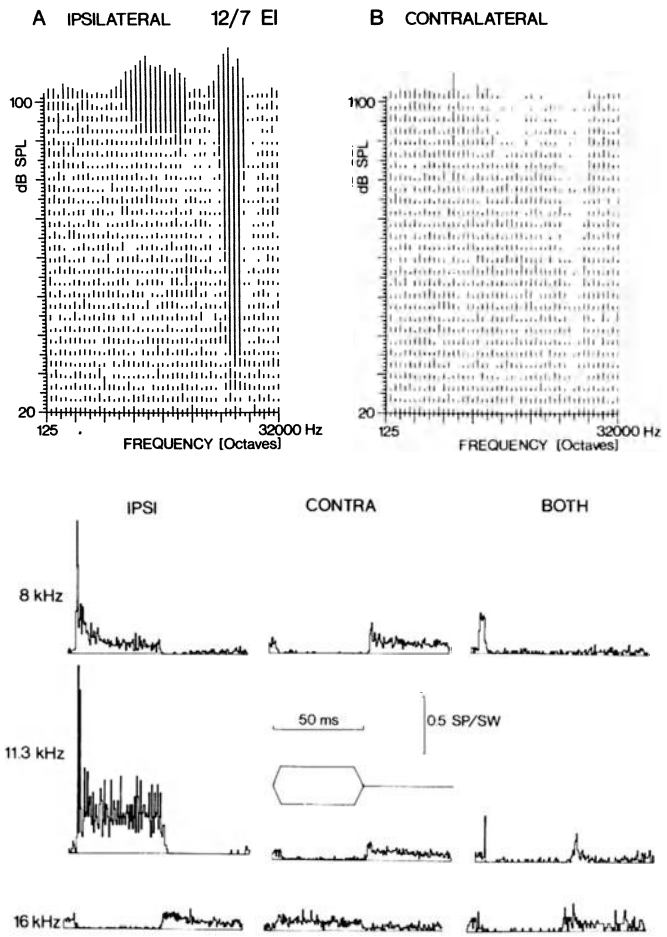 A IPSILATERAL 12/7 EI
B CONTRALATERAL
100
dB SPL
20
125 32000 Hz
FREQUENCY [Octaves]
1100
dB SPL
20
125 32000 Hz
FREQUENCY [Octaves]
IPSI CONTRA BOTH
8 kHz
11.3 kHz
50 ms
0.5 SP/SW
16 kHz